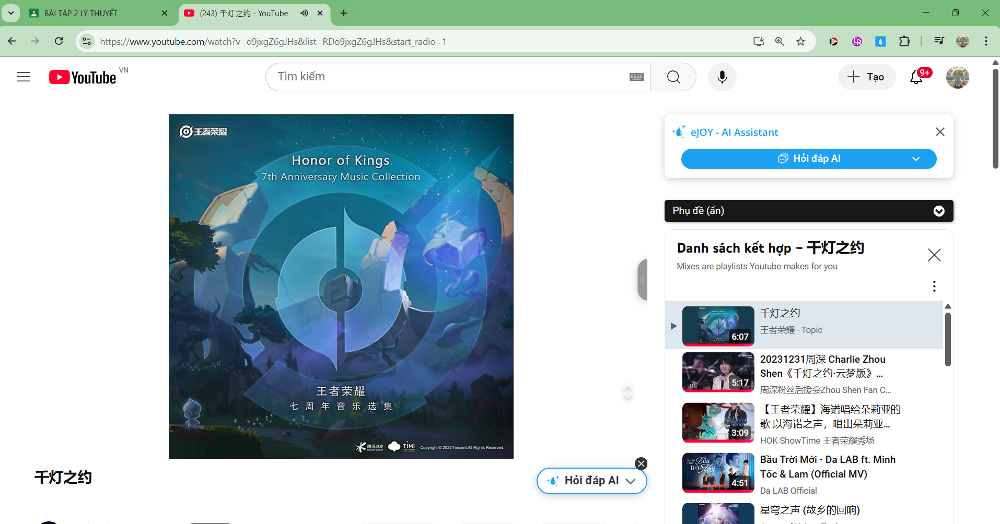 BÀI TẬP 2 LÝ THUYẾT
(243) 千灯之约 - YouTube
https://www.youtube.com/watch?v=o9jxgZ6gJHs&list=RDo9jxgZ6gJHs&start_radio=1
YouTube VN
Tìm kiếm
Tạo
9+
王者荣耀
Honor of Kings
7th Anniversary Music Collection
王者荣耀
七周年音乐选集
腾讯游戏
Tencent Games
TiMi
Copyright © 2022 Tencent.All Rights Reserved.
千灯之约
Hỏi đáp AI
eJOY - AI Assistant
Hỏi đáp AI
Phụ đề (ẩn)
Danh sách kết hợp – 千灯之约
Mixes are playlists Youtube makes for you
6:07
千灯之约
王者荣耀 - Topic
5:17
20231231周深 Charlie Zhou
Shen《千灯之约·云梦版》...
周深粉丝后援会Zhou Shen Fan C...
3:09
【王者荣耀】海诺唱给朵莉亚的
歌 以海诺之声，唱出朵莉亚...
HOK ShowTime 王者荣耀秀场
Bầu
trời Mới
4:51
Bầu Trời Mới - Da LAB ft. Minh
Tốc & Lam (Official MV)
Da LAB Official
星穹之声 (故乡的回响)